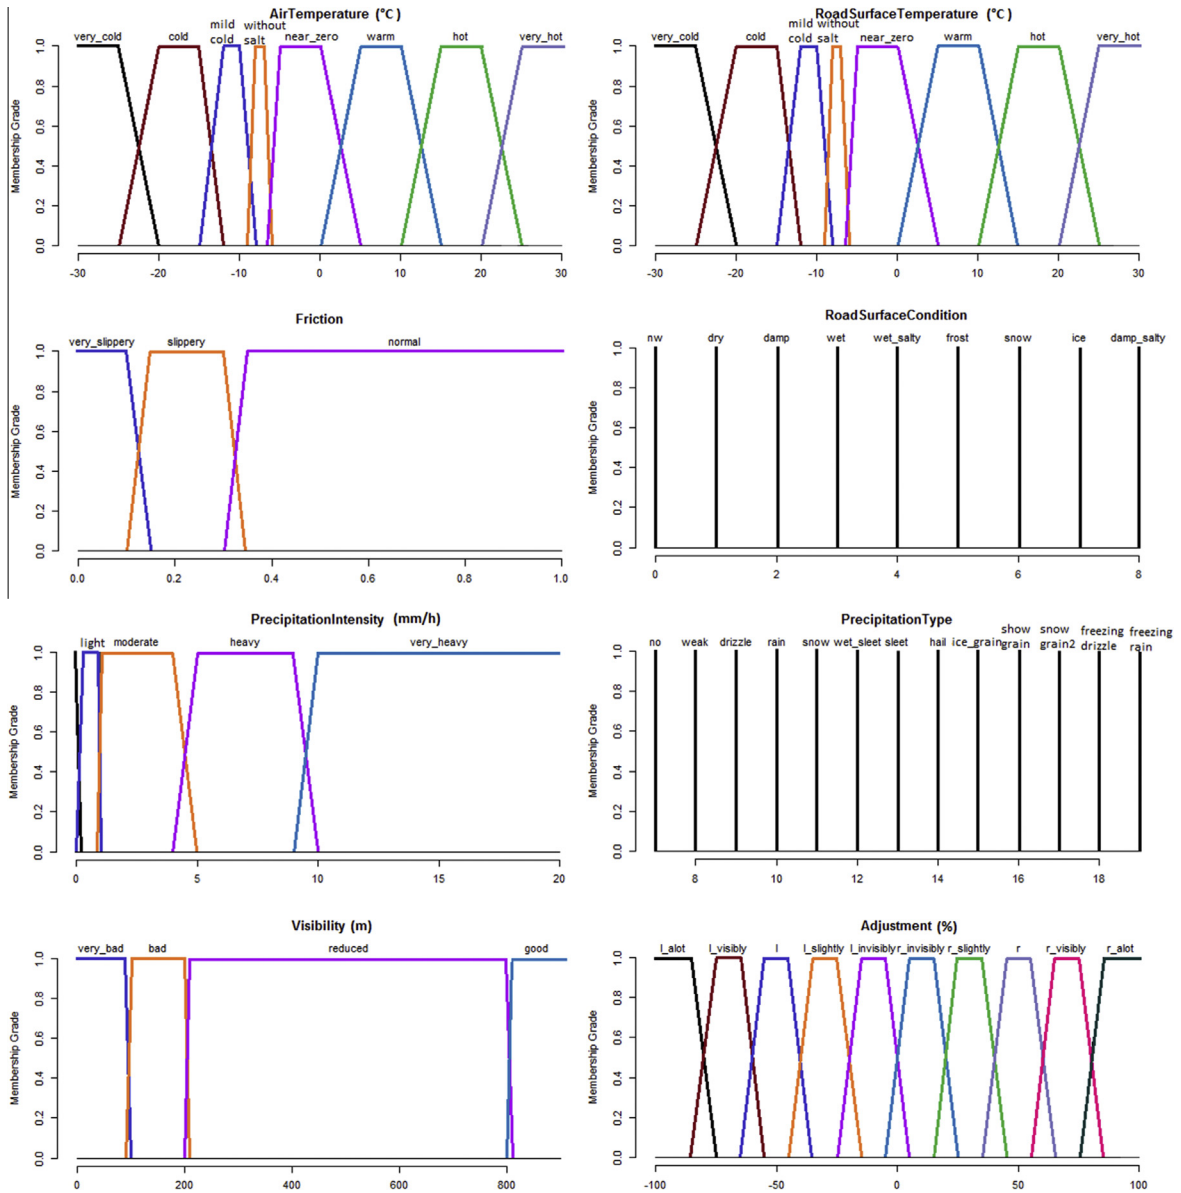 AirTemperature (°C)
very_cold cold mild cold without salt near_zero warm hot very_hot
Membership Grade
0.0 0.2 0.4 0.6 0.8 1.0
-30 -20 -10 0 10 20 30
RoadSurfaceTemperature (°C)
very_cold cold mild cold without salt near_zero warm hot very_hot
Membership Grade
0.0 0.2 0.4 0.6 0.8 1.0
-30 -20 -10 0 10 20 30
Friction
very_slippery slippery normal
Membership Grade
0.0 0.2 0.4 0.6 0.8 1.0
0.0 0.2 0.4 0.6 0.8 1.0
RoadSurfaceCondition
nw dry damp wet wet_salty frost snow ice damp_salty
Membership Grade
0.0 0.2 0.4 0.6 0.8 1.0
0 2 4 6 8
PrecipitationIntensity (mm/h)
light moderate heavy very_heavy
Membership Grade
0.0 0.2 0.4 0.6 0.8 1.0
0 5 10 15 20
PrecipitationType
no weak drizzle rain snow wet_sleet sleet hail ice_grain show grain snow grain2 freezing drizzle freezing rain
Membership Grade
0.0 0.2 0.4 0.6 0.8 1.0
8 10 12 14 16 18
Visibility (m)
very_bad bad reduced good
Membership Grade
0.0 0.2 0.4 0.6 0.8 1.0
0 200 400 600 800
Adjustment (%)
l_alot l_visibly l l_slightly l_invisibly r_invisibly r_slightly r r_visibly r_alot
Membership Grade
0.0 0.2 0.4 0.6 0.8 1.0
-100 -50 0 50 100